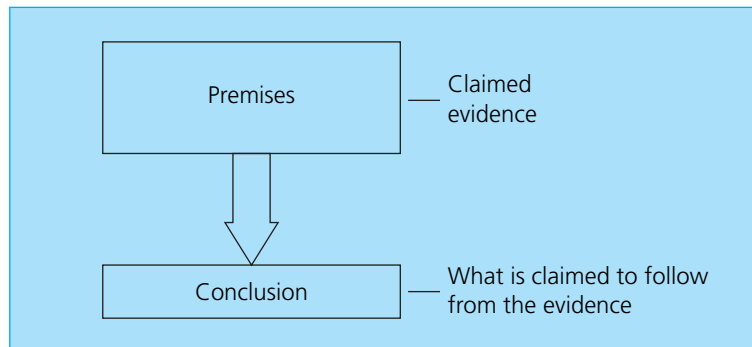 Premises
Claimed
evidence
Conclusion
What is claimed to follow
from the evidence